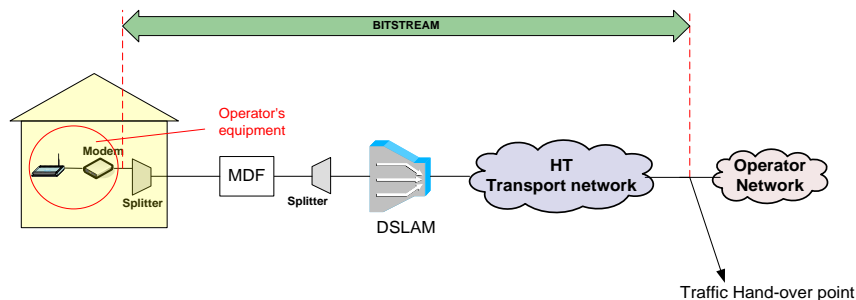 BITSTREAM
Operator's
equipment
Modem
Splitter
MDF
Splitter
DSLAM
HT
Transport network
Operator
Network
Traffic Hand-over point